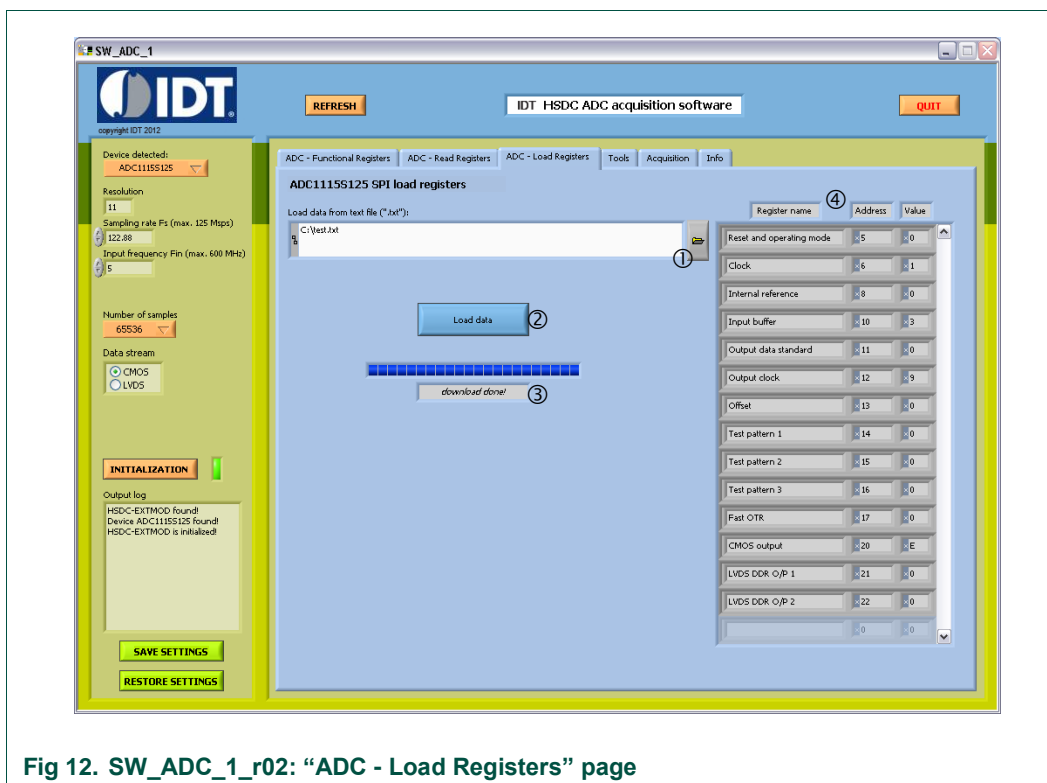 SW_ADC_1
IDT
copyright IDT 2012
REFRESH
IDT HSDC ADC acquisition software
QUIT
Device detected:
ADC1115S125
Resolution
11
Sampling rate Fs (max. 125 Msps)
122.88
Input frequency Fin (max. 600 MHz)
5
Number of samples
65536
Data stream
CMOS
LVDS
INITIALIZATION
Output log
HSDC-EXTMOD found!
Device ADC1115S125 found!
HSDC-EXTMOD is initialized!
SAVE SETTINGS
RESTORE SETTINGS
ADC - Functional Registers
ADC - Read Registers
ADC - Load Registers
Tools
Acquisition
Info
ADC1115S125 SPI load registers
Load data from text file (".txt"):
C:\test.txt
①
Load data
②
download done!
③
④
Register name Address Value
Reset and operating mode ×5 ×0
Clock ×6 ×1
Internal reference ×8 ×0
Input buffer ×10 ×3
Output data standard ×11 ×0
Output clock ×12 ×9
Offset ×13 ×0
Test pattern 1 ×14 ×0
Test pattern 2 ×15 ×0
Test pattern 3 ×16 ×0
Fast OTR ×17 ×0
CMOS output ×20 ×E
LVDS DDR O/P 1 ×21 ×0
LVDS DDR O/P 2 ×22 ×0
×0 ×0
Fig 12. SW_ADC_1_r02: “ADC - Load Registers” page